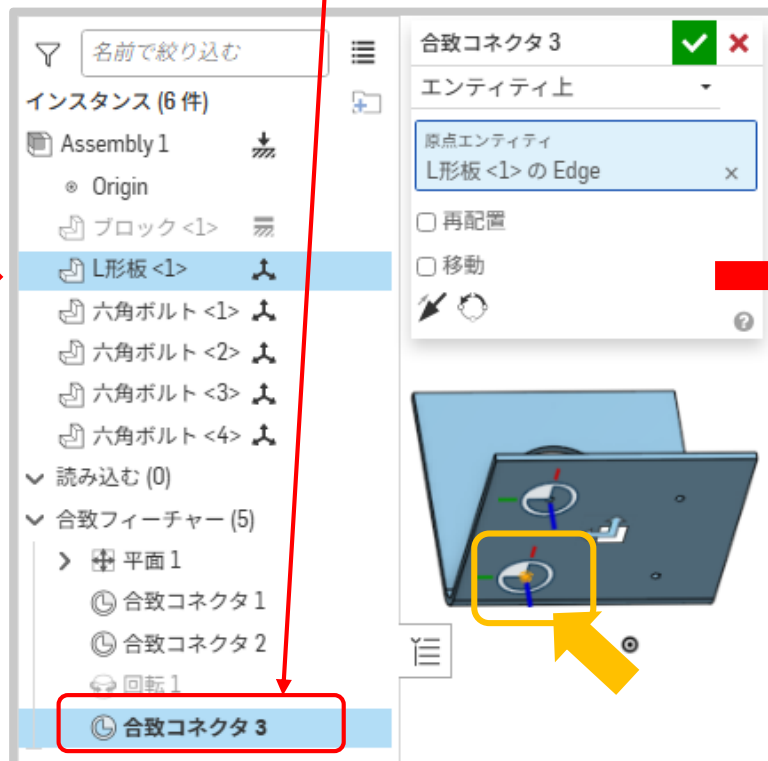 名前で絞り込む
インスタンス (6 件)
Assembly 1
Origin
ブロック <1>
L形板 <1>
六角ボルト <1>
六角ボルト <2>
六角ボルト <3>
六角ボルト <4>
読み込む (0)
合致フィーチャー (5)
平面 1
合致コネクタ 1
合致コネクタ 2
回転 1
合致コネクタ 3
合致コネクタ 3
エンティティ上
原点エンティティ
L形板 <1> の Edge
再配置
移動